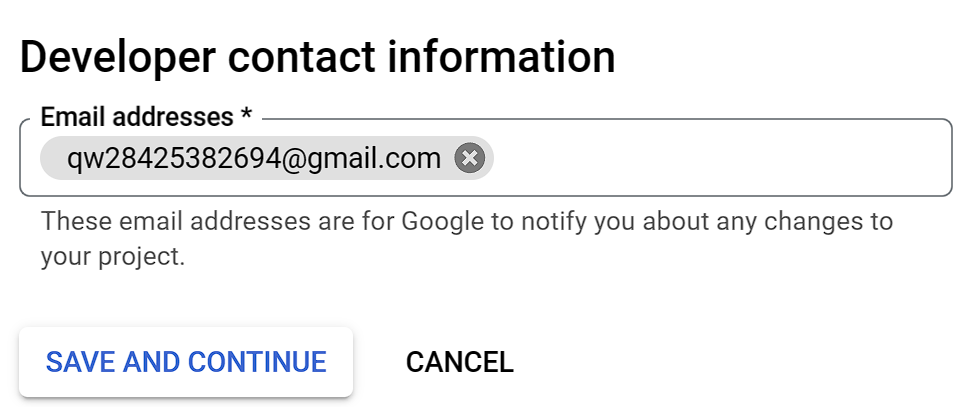 Developer contact information
Email addresses *
qw28425382694@gmail.com
These email addresses are for Google to notify you about any changes to
your project.
SAVE AND CONTINUE
CANCEL